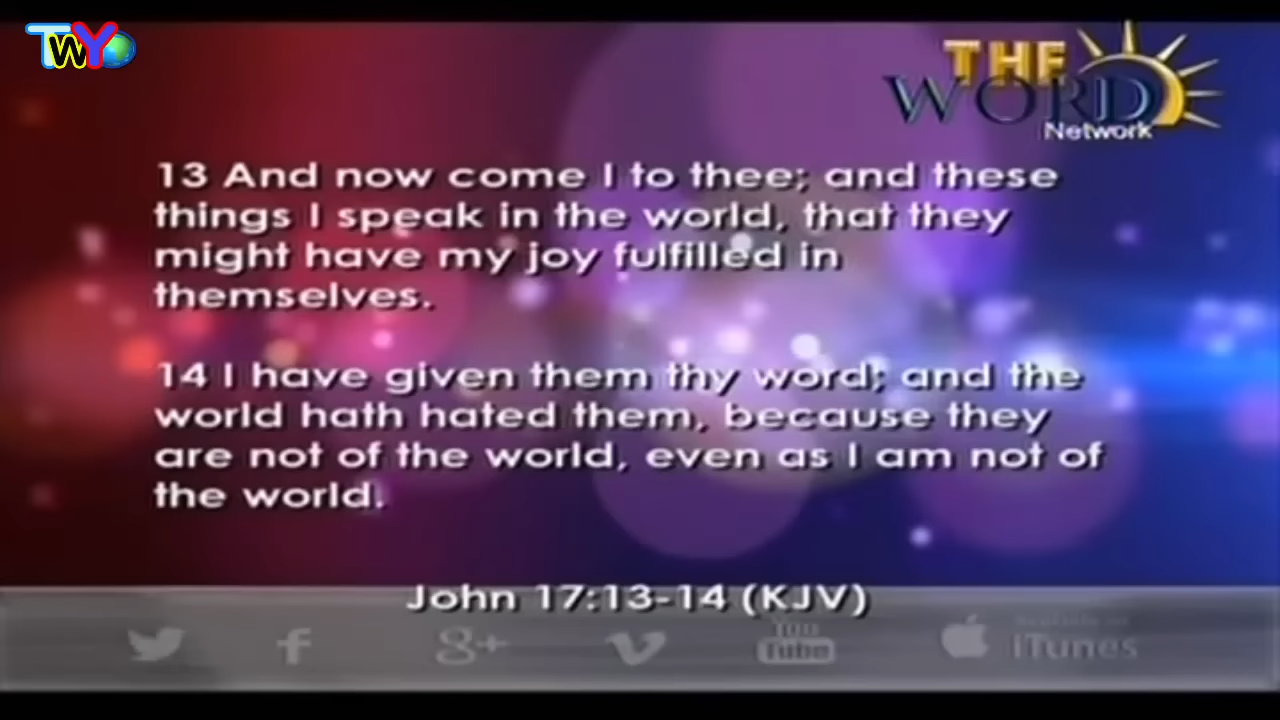 TWY
THE
WORD
Network
13 And now come I to thee; and these
things I speak in the world, that they
might have my joy fulfilled in
themselves.
14 I have given them thy word; and the
world hath hated them, because they
are not of the world, even as I am not of
the world.
John 17:13-14 (KJV)
8+
You
Tube
iTunes